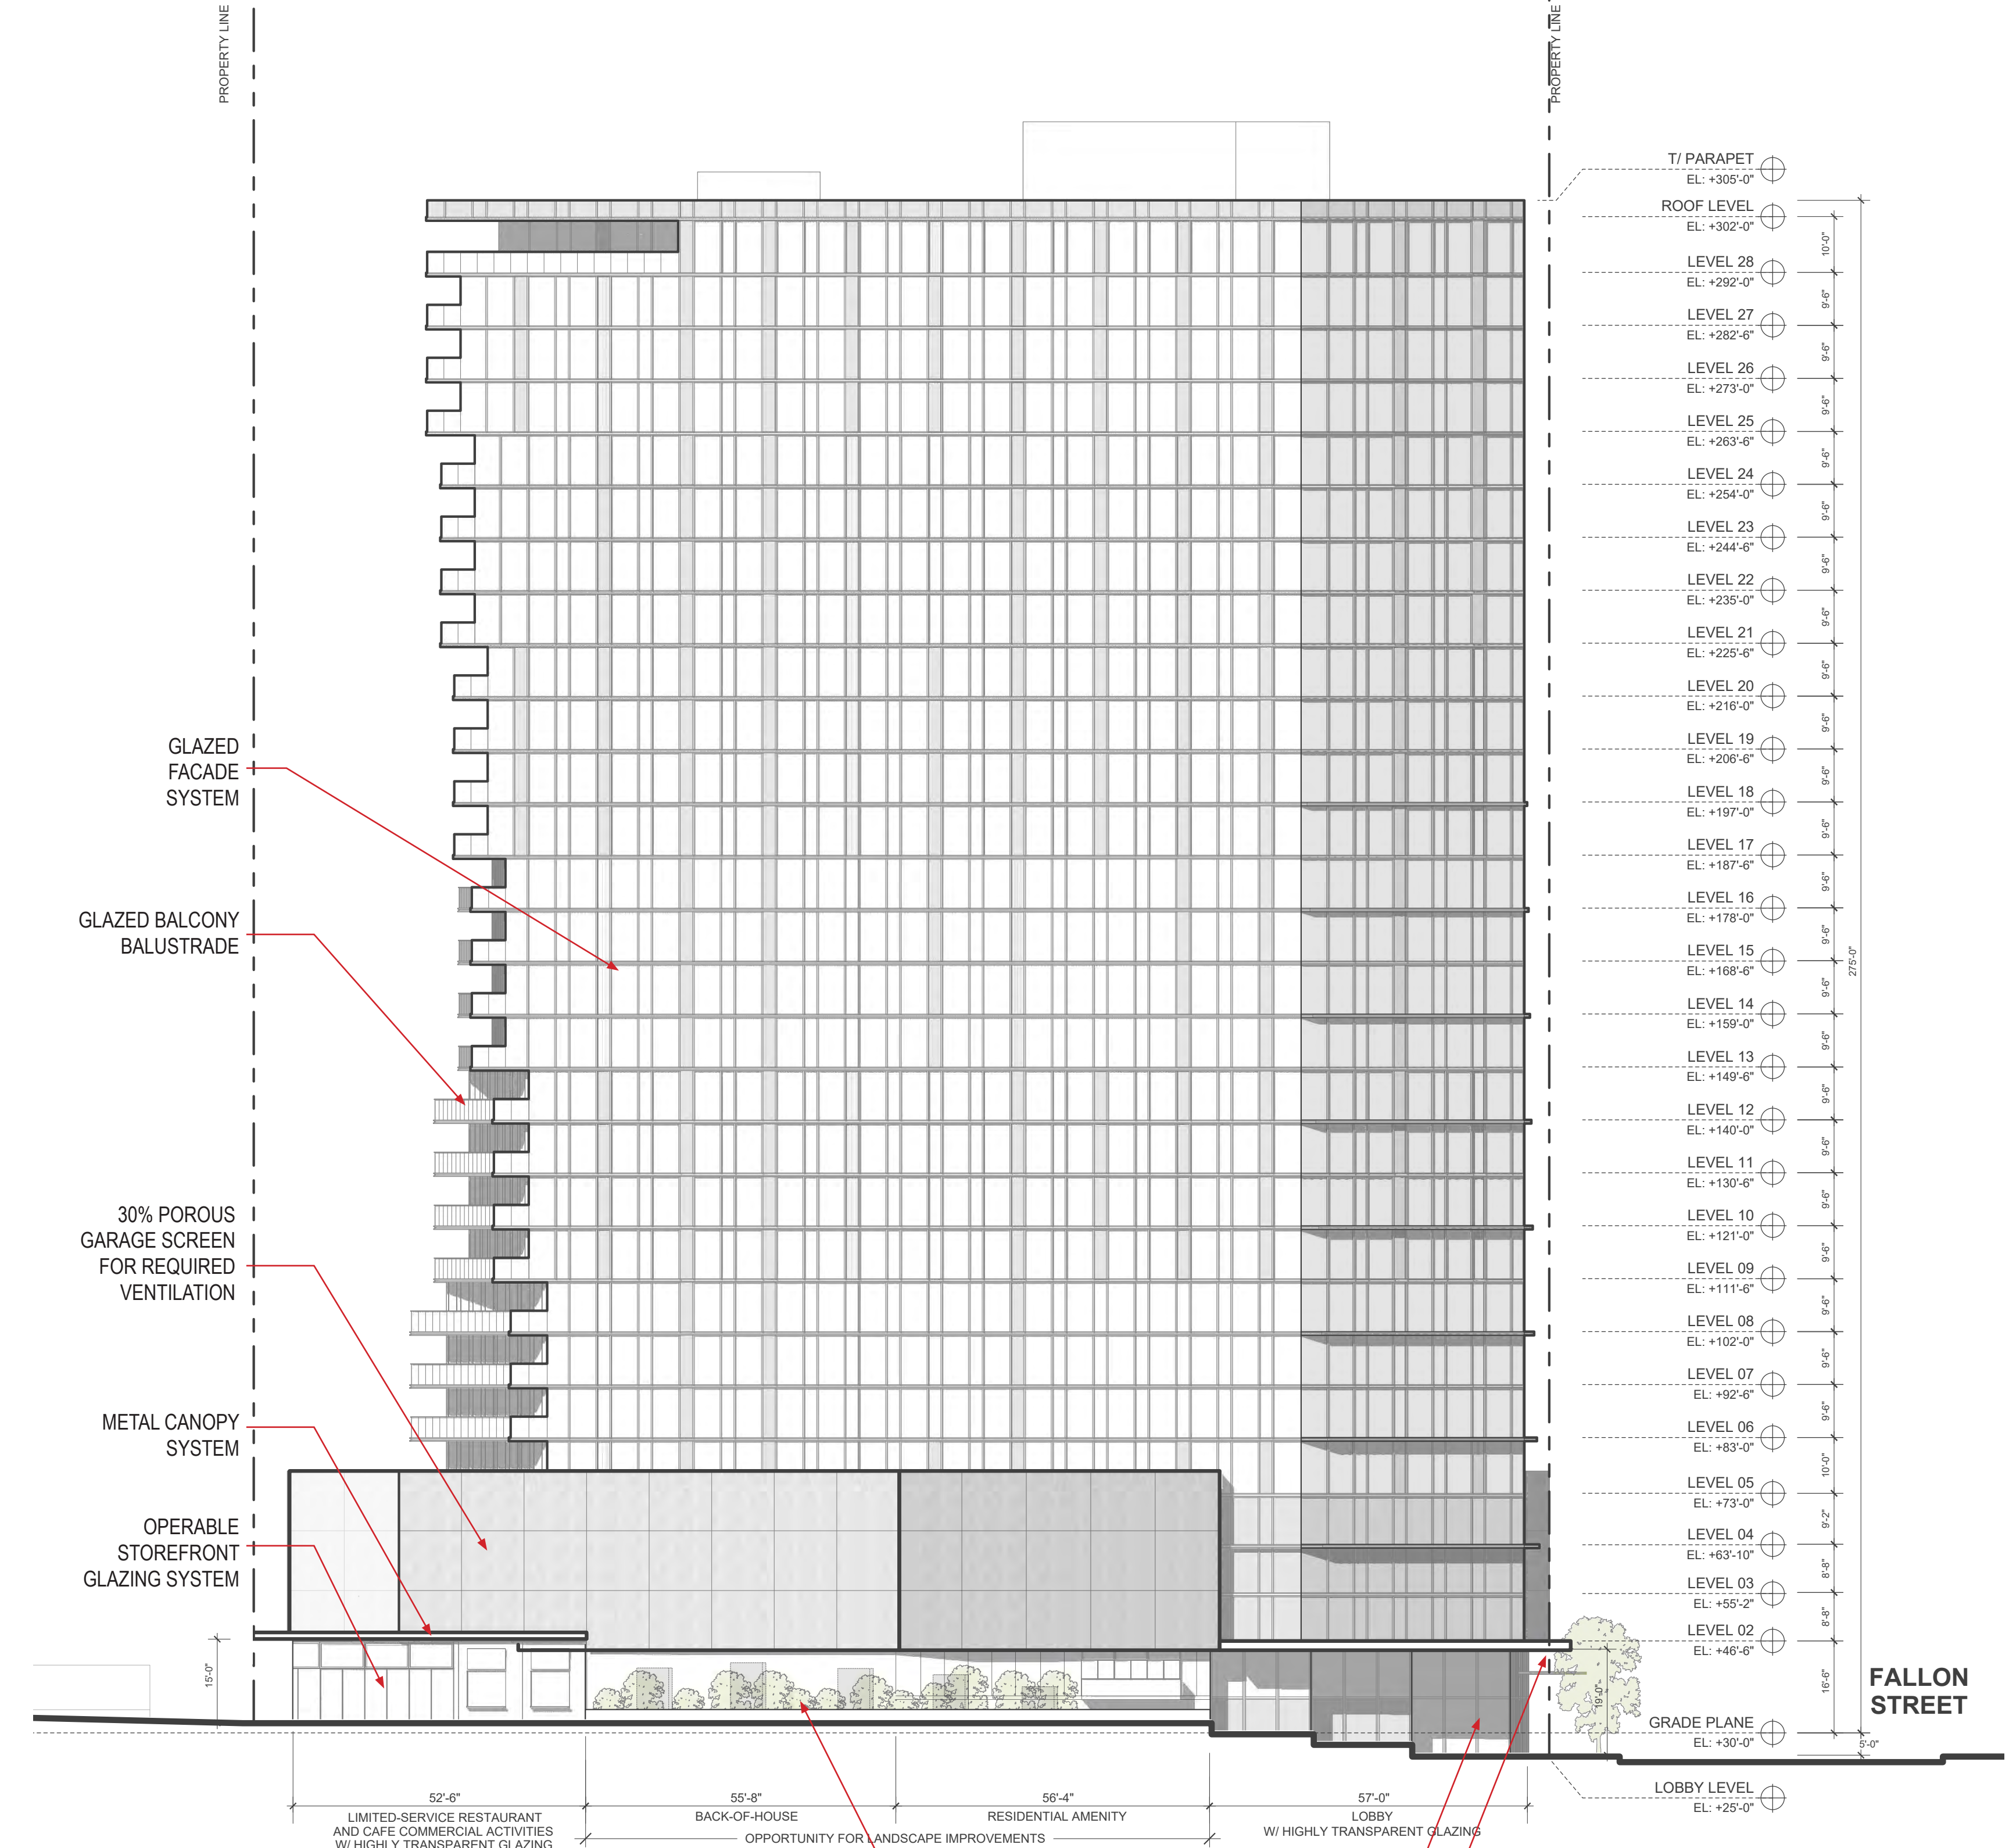 PROPERTY LINE
PROPERTY LINE
T/ PARAPET
EL: +305'-0"
ROOF LEVEL
EL: +302'-0"
10'-0"
LEVEL 28
EL: +292'-0"
9'-6"
LEVEL 27
EL: +282'-6"
9'-6"
LEVEL 26
EL: +273'-0"
9'-6"
LEVEL 25
EL: +263'-6"
9'-6"
LEVEL 24
EL: +254'-0"
9'-6"
LEVEL 23
EL: +244'-6"
9'-6"
LEVEL 22
EL: +235'-0"
9'-6"
LEVEL 21
EL: +225'-6"
9'-6"
LEVEL 20
EL: +216'-0"
9'-6"
LEVEL 19
EL: +206'-6"
9'-6"
LEVEL 18
EL: +197'-0"
9'-6"
LEVEL 17
EL: +187'-6"
9'-6"
LEVEL 16
EL: +178'-0"
9'-6"
LEVEL 15
EL: +168'-6"
9'-6"
LEVEL 14
EL: +159'-0"
9'-6"
LEVEL 13
EL: +149'-6"
9'-6"
LEVEL 12
EL: +140'-0"
9'-6"
LEVEL 11
EL: +130'-6"
9'-6"
LEVEL 10
EL: +121'-0"
9'-6"
LEVEL 09
EL: +111'-6"
9'-6"
LEVEL 08
EL: +102'-0"
9'-6"
LEVEL 07
EL: +92'-6"
9'-6"
LEVEL 06
EL: +83'-0"
10'-0"
LEVEL 05
EL: +73'-0"
9'-2"
LEVEL 04
EL: +63'-10"
8'-8"
LEVEL 03
EL: +55'-2"
8'-8"
LEVEL 02
EL: +46'-6"
16'-6"
GRADE PLANE
EL: +30'-0"
5'-0"
LOBBY LEVEL
EL: +25'-0"
275'-0"
FALLON
STREET
19'-0"
GLAZED
FACADE
SYSTEM
GLAZED BALCONY
BALUSTRADE
30% POROUS
GARAGE SCREEN
FOR REQUIRED
VENTILATION
METAL CANOPY
SYSTEM
OPERABLE
STOREFRONT
GLAZING SYSTEM
15'-0"
52'-6"
LIMITED-SERVICE RESTAURANT
AND CAFE COMMERCIAL ACTIVITIES
W/ HIGHLY TRANSPARENT GLAZING
55'-8"
BACK-OF-HOUSE
56'-4"
RESIDENTIAL AMENITY
57'-0"
LOBBY
W/ HIGHLY TRANSPARENT GLAZING
OPPORTUNITY FOR LANDSCAPE IMPROVEMENTS